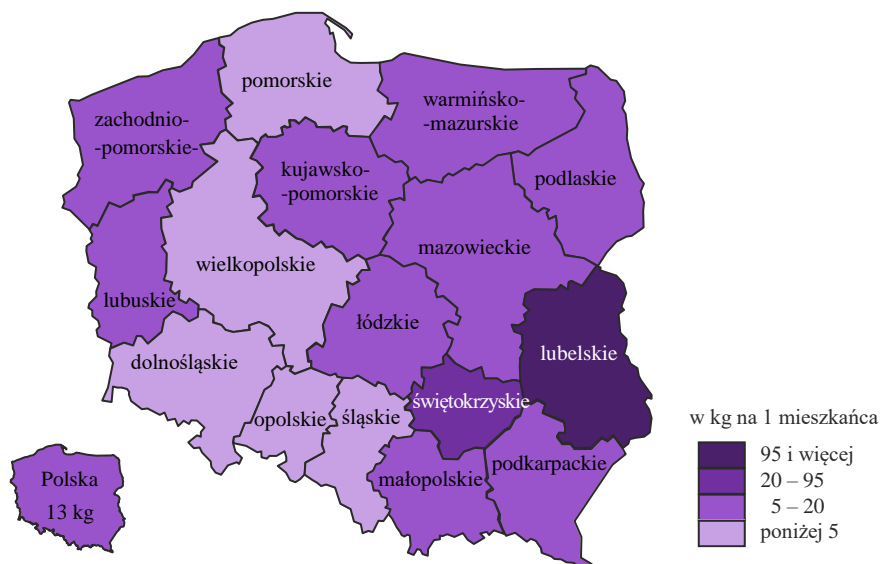 pomorskie
zachodnio-
-pomorskie-
warmińsko-
-mazurskie
kujawsko-
-pomorskie
podlaskie
mazowieckie
wielkopolskie
lubuskie
łódzkie
lubelskie
dolnośląskie
świętokrzyskie
opolskie
śląskie
małopolskie
podkarpackie
Polska
13 kg
w kg na 1 mieszkańca
95 i więcej
20 – 95
5 – 20
poniżej 5